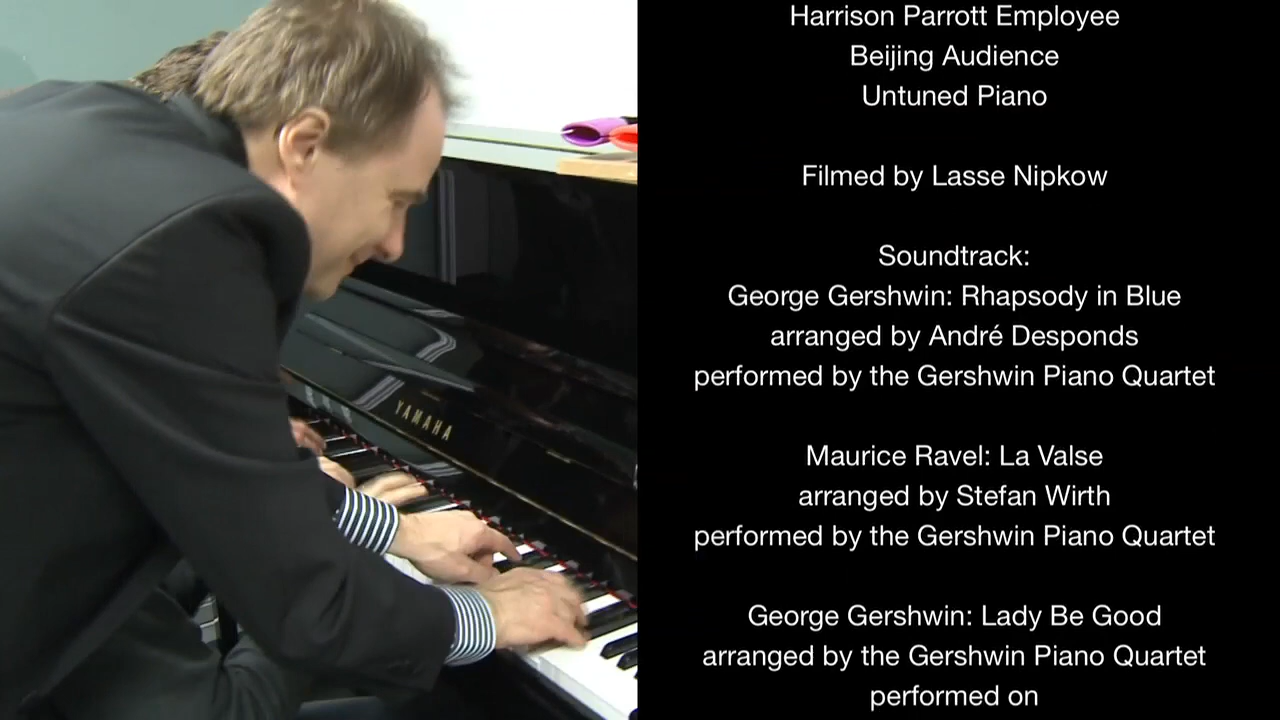 YAMAHA
Harrison Parrott Employee
Beijing Audience
Untuned Piano
Filmed by Lasse Nipkow
Soundtrack:
George Gershwin: Rhapsody in Blue
arranged by André Desponds
performed by the Gershwin Piano Quartet
Maurice Ravel: La Valse
arranged by Stefan Wirth
performed by the Gershwin Piano Quartet
George Gershwin: Lady Be Good
arranged by the Gershwin Piano Quartet
performed on